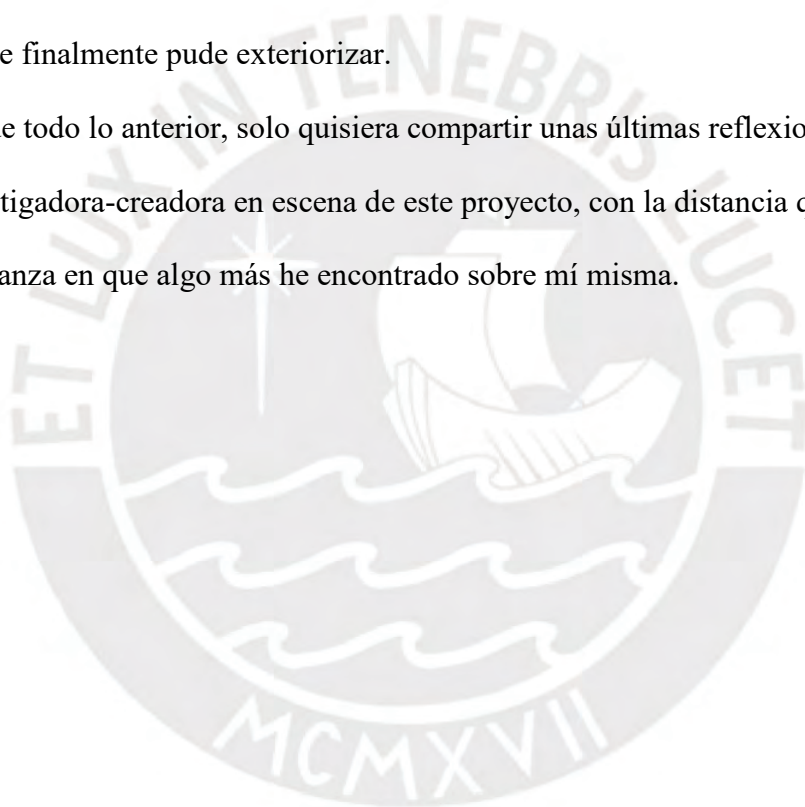 e finalmente pude exteriorizar.
e todo lo anterior, solo quisiera compartir unas últimas reflexio
tigadora-creadora en escena de este proyecto, con la distancia
anza en que algo más he encontrado sobre mí misma.
ET LUX IN TENEBRIS LUCET
MCMXVII